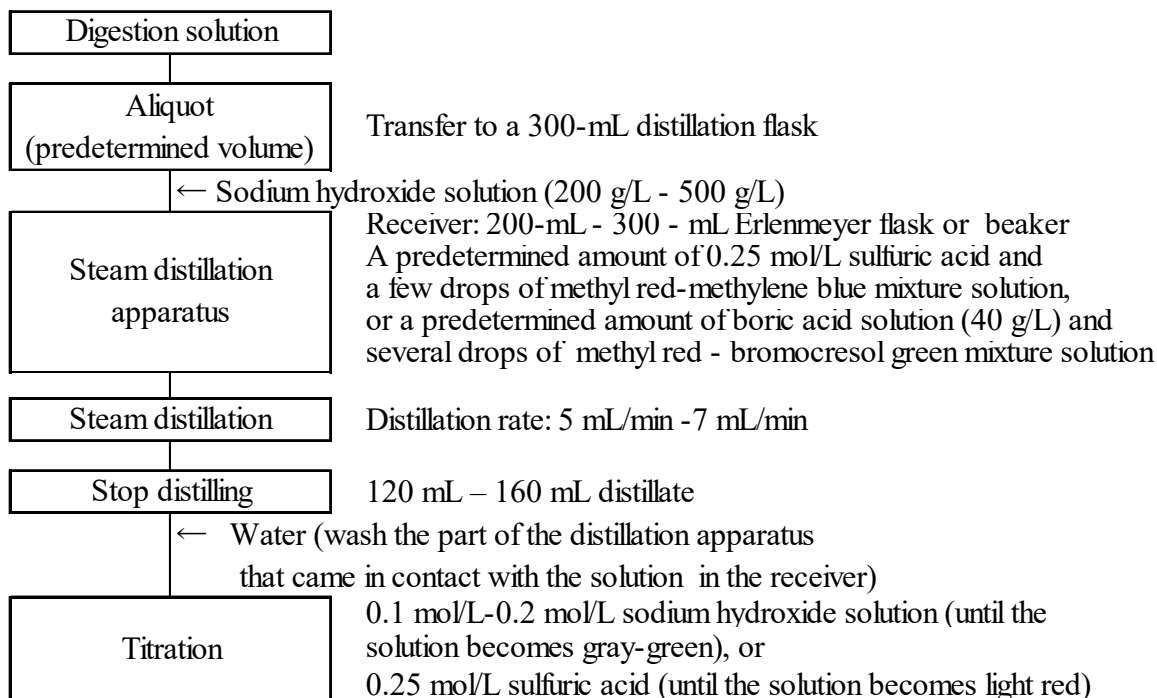 Digestion solution
Aliquot
(predetermined volume)
Transfer to a 300-mL distillation flask
← Sodium hydroxide solution (200 g/L - 500 g/L)
Steam distillation
apparatus
Receiver: 200-mL - 300 - mL Erlenmeyer flask or beaker
A predetermined amount of 0.25 mol/L sulfuric acid and
a few drops of methyl red-methylene blue mixture solution,
or a predetermined amount of boric acid solution (40 g/L) and
several drops of methyl red - bromocresol green mixture solution
Steam distillation
Distillation rate: 5 mL/min -7 mL/min
Stop distilling
120 mL – 160 mL distillate
← Water (wash the part of the distillation apparatus
that came in contact with the solution in the receiver)
Titration
0.1 mol/L-0.2 mol/L sodium hydroxide solution (until the
solution becomes gray-green), or
0.25 mol/L sulfuric acid (until the solution becomes light red)